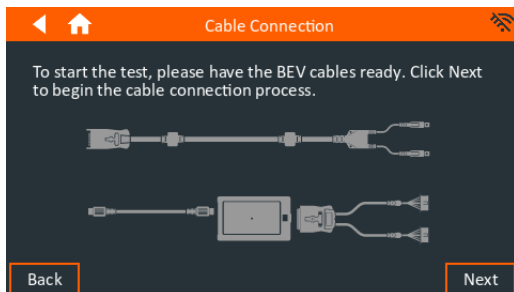 Cable Connection
To start the test, please have the BEV cables ready. Click Next
to begin the cable connection process.
Back
Next